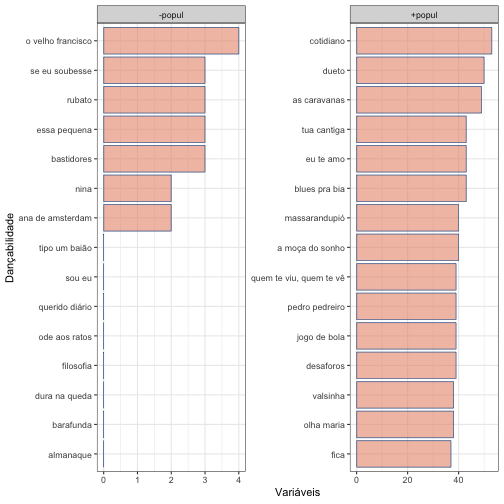 -popul
o velho francisco
se eu soubesse
rubato
essa pequena
bastidores
nina
ana de amsterdam
tipo um baião
sou eu
querido diário
ode aos ratos
filosofia
dura na queda
barafunda
almanaque
0 1 2 3 4
+popul
cotidiano
dueto
as caravanas
tua cantiga
eu te amo
blues pra bia
massarandupió
a moça do sonho
quem te viu, quem te vê
pedro pedreiro
jogo de bola
desaforos
valsinha
olha maria
fica
0 20 40
Dançabilidade
Variáveis